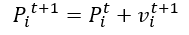 $P_i^{t+1} = P_i^t + v_i^{t+1}$